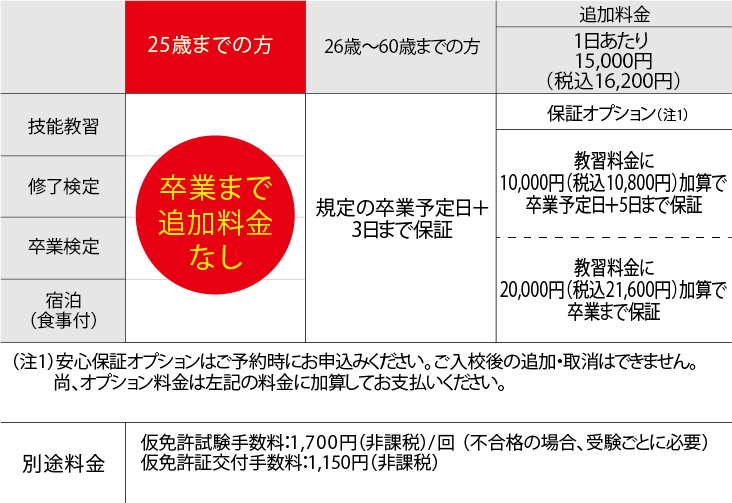 25歳までの方
26歳～60歳までの方
追加料金
1日あたり
15,000円
(税込16,200円)
技能教習
修了検定
卒業検定
宿泊
(食事付)
卒業まで
追加料金
なし
規定の卒業予定日＋
3日まで保証
保証オプション(注1)
教習料金に
10,000円(税込10,800円)加算で
卒業予定日＋5日まで保証
教習料金に
20,000円(税込21,600円)加算で
卒業まで保証
(注1)安心保証オプションはご予約時にお申込みください。ご入校後の追加・取消はできません。
尚、オプション料金は左記の料金に加算してお支払いください。
別途料金
仮免許試験手数料：1,700円(非課税)/回 (不合格の場合、受験ごとに必要)
仮免許証交付手数料：1,150円(非課税)